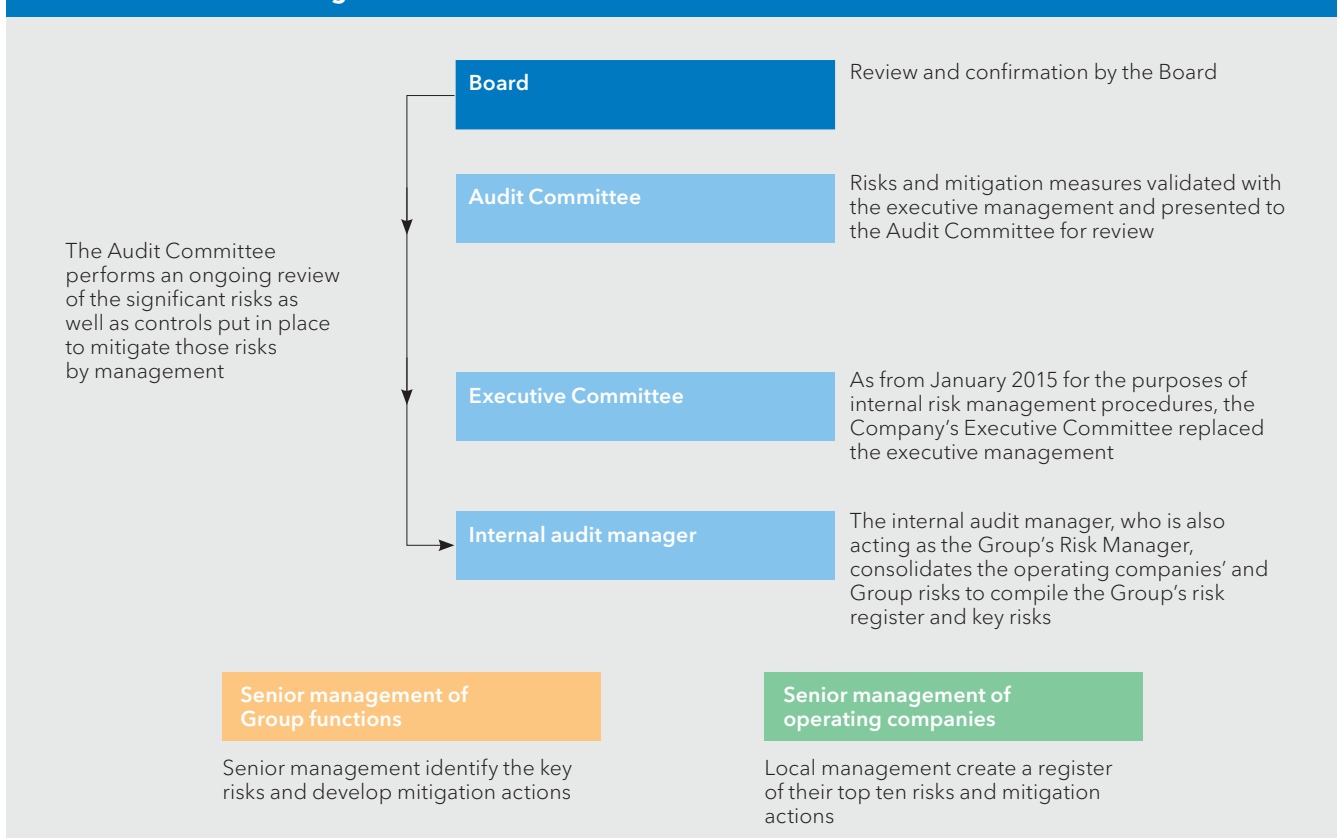 Board
Review and confirmation by the Board
Audit Committee
Risks and mitigation measures validated with
the executive management and presented to
the Audit Committee for review
The Audit Committee
performs an ongoing review
of the significant risks as
well as controls put in place
to mitigate those risks
by management
Executive Committee
As from January 2015 for the purposes of
internal risk management procedures, the
Company’s Executive Committee replaced
the executive management
Internal audit manager
The internal audit manager, who is also
acting as the Group’s Risk Manager,
consolidates the operating companies’ and
Group risks to compile the Group’s risk
register and key risks
Senior management of
Group functions
Senior management identify the key
risks and develop mitigation actions
Senior management of
operating companies
Local management create a register
of their top ten risks and mitigation
actions